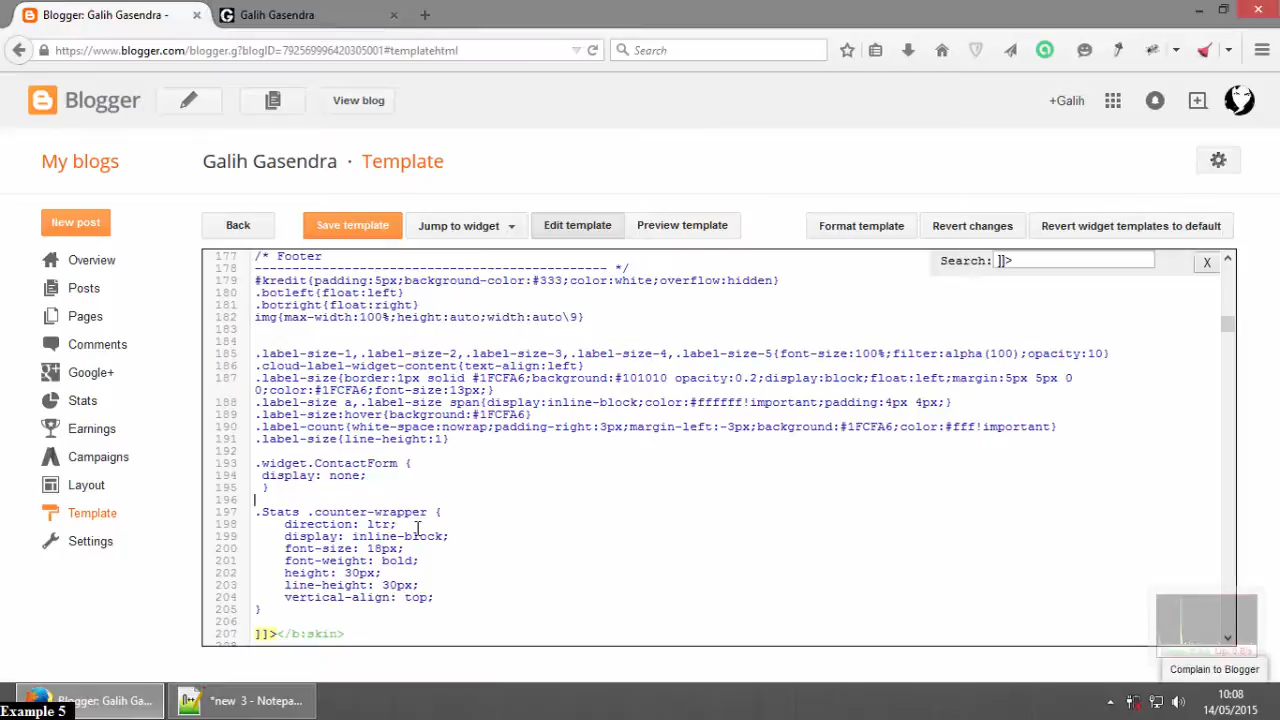 Blogger: Galih Gasendra -
Galih Gasendra
https://www.blogger.com/blogger.g?blogID=792569996420305001#templatehtml
Search
Blogger
View blog
+Galih
My blogs
Galih Gasendra · Template
New post
Back
Save template
Jump to widget
Edit template
Preview template
Format template
Revert changes
Revert widget templates to default
Overview
Posts
Pages
Comments
Google+
Stats
Earnings
Campaigns
Layout
Template
Settings
Search: ]]>
X
177 /* Footer
178 ----------------------------------------------- */
179 #kredit{padding:5px;background-color:#333;color:white;overflow:hidden}
180 .botleft{float:left}
181 .botright{float:right}
182 img{max-width:100%;height:auto;width:auto\9}
183
184
185 .label-size-1,.label-size-2,.label-size-3,.label-size-4,.label-size-5{font-size:100%;filter:alpha(100);opacity:10}
186 .cloud-label-widget-content{text-align:left}
187 .label-size{border:1px solid #1FCFA6;background:#101010 opacity:0.2;display:block;float:left;margin:5px 5px 0
0;color:#1FCFA6;font-size:13px;}
188 .label-size a,.label-size span{display:inline-block;color:#ffffff!important;padding:4px 4px;}
189 .label-size:hover{background:#1FCFA6}
190 .label-count{white-space:nowrap;padding-right:3px;margin-left:-3px;background:#1FCFA6;color:#fff!important}
191 .label-size{line-height:1}
192
193 .widget.ContactForm {
194 display: none;
195 }
196
197 .Stats .counter-wrapper {
198 direction: ltr;
199 display: inline-block;
200 font-size: 18px;
201 font-weight: bold;
202 height: 30px;
203 line-height: 30px;
204 vertical-align: top;
205 }
206
207 ]]></b:skin>
Complain to Blogger
Blogger: Galih Ga...
*new 3 - Notepa...
10:08
14/05/2015
Example 5